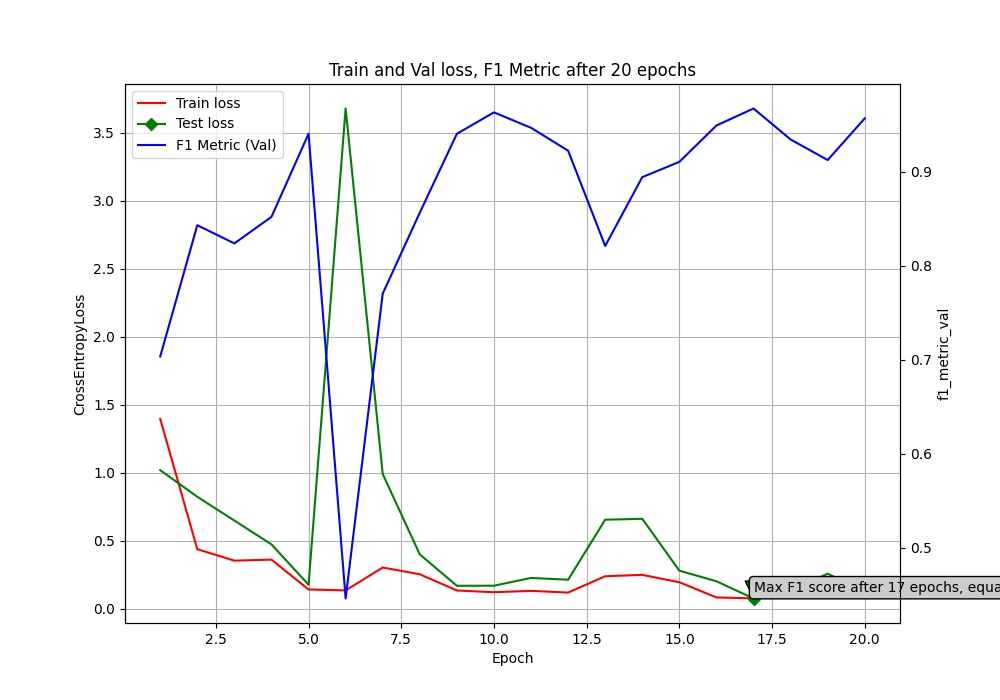 Train and Val loss, F1 Metric after 20 epochs
Train loss
Test loss
F1 Metric (Val)
CrossEntropyLoss
3.5
3.0
2.5
2.0
1.5
1.0
0.5
0.0
0.9
0.8
0.7
0.6
0.5
f1_metric_val
Max F1 score after 17 epochs, equa
2.5 5.0 7.5 10.0 12.5 15.0 17.5 20.0
Epoch